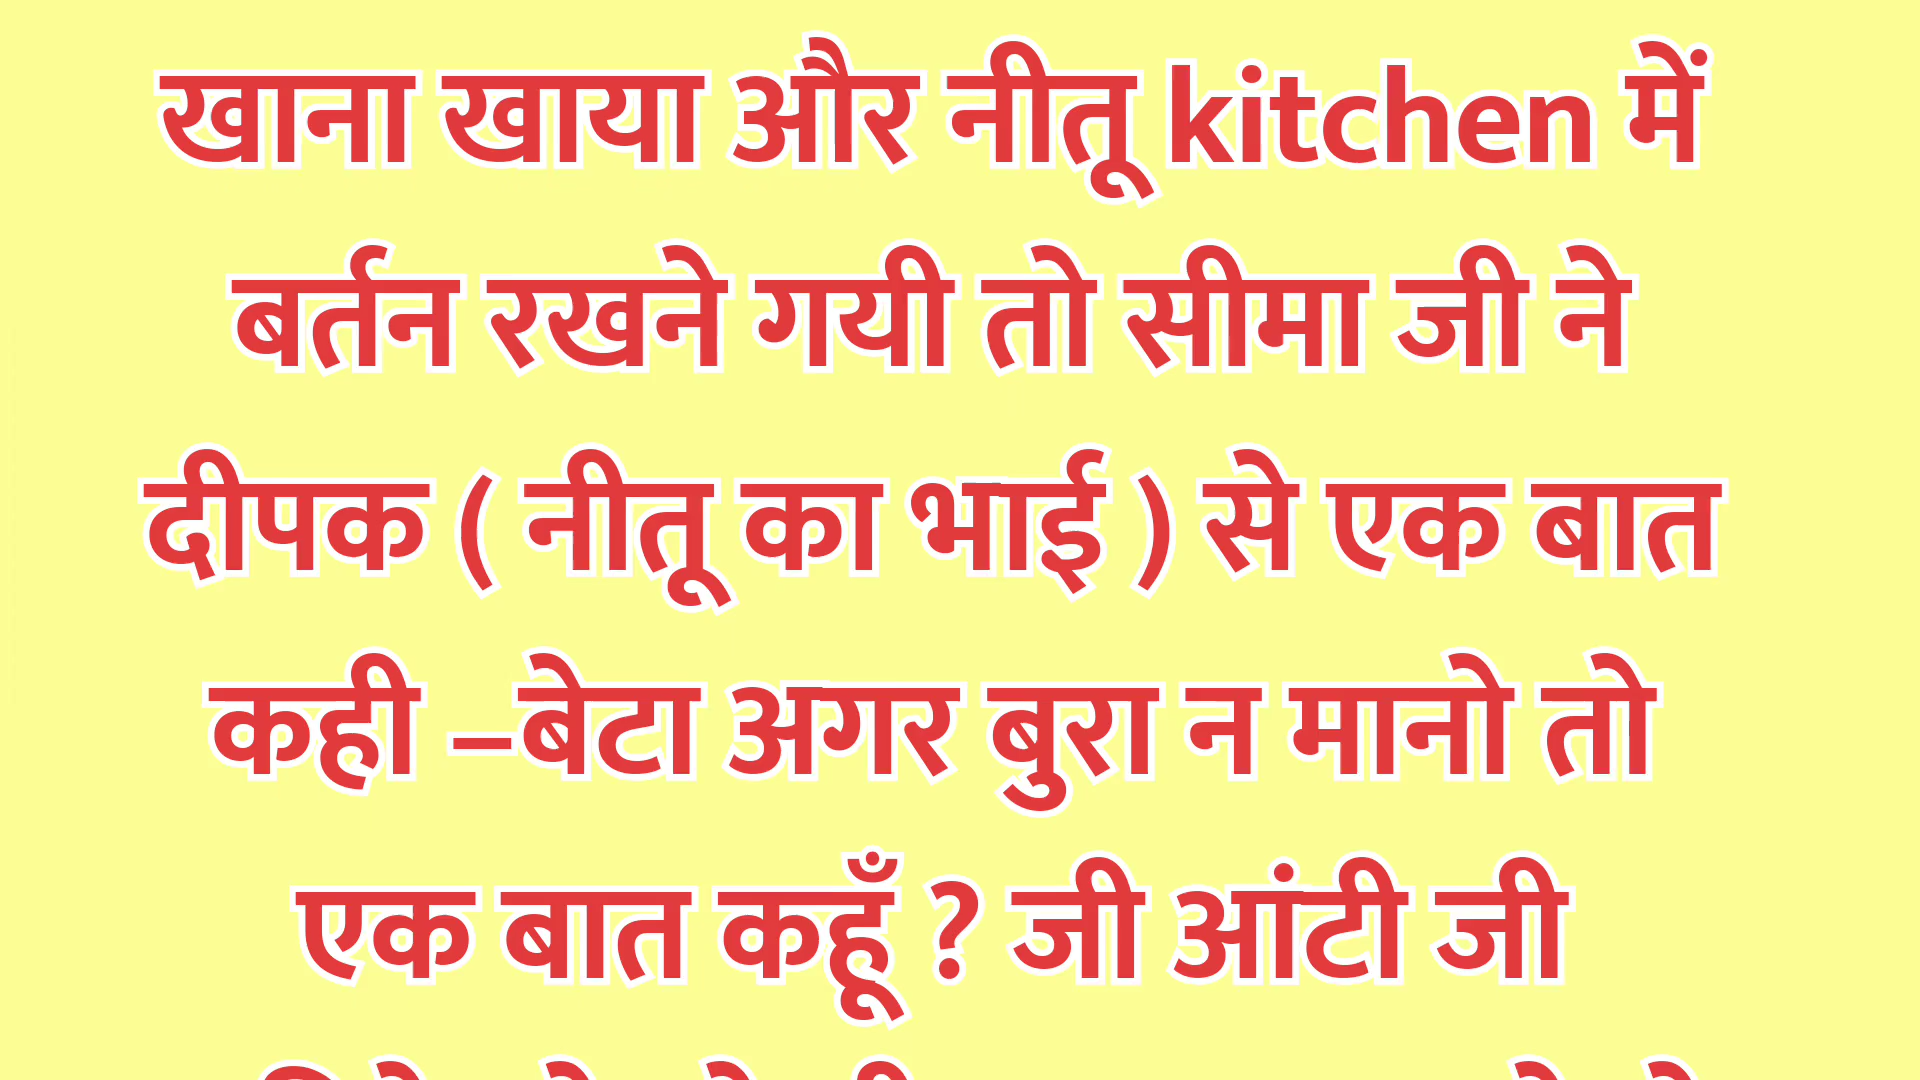 खाना खाया और नीतू kitchen में
बर्तन रखने गयी तो सीमा जी ने
दीपक ( नीतू का भाई ) से एक बात
कही –बेटा अगर बुरा न मानो तो
एक बात कहूँ ? जी आंटी जी